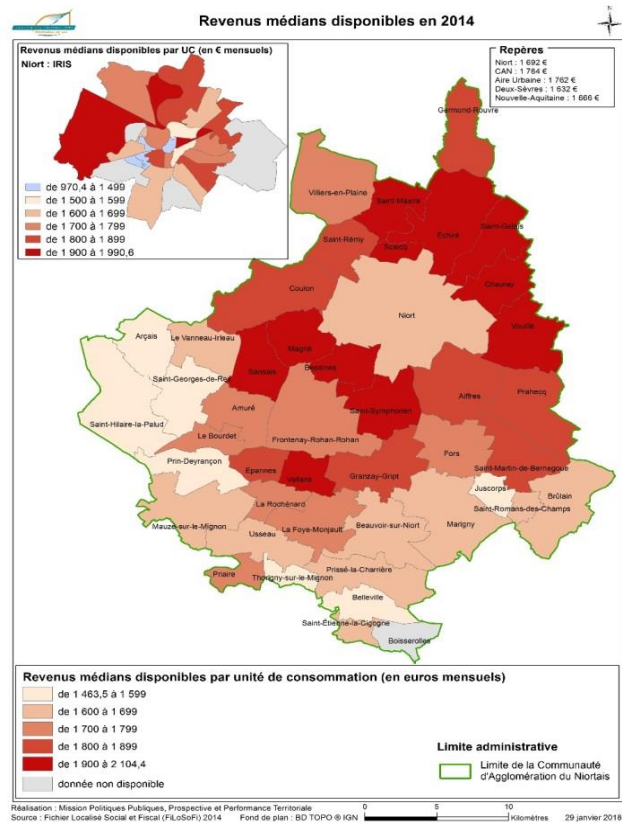 Revenus médians disponibles en 2014
Revenus médians disponibles par UC (en € mensuels)
Niort : IRIS
de 970,4 à 1 499
de 1 500 à 1 599
de 1 600 à 1 699
de 1 700 à 1 799
de 1 800 à 1 899
de 1 900 à 1 990,6
Repères
Niort : 1 692 €
CAN : 1 764 €
Aire Urbaine : 1 762 €
Deux-Sèvres : 1 632 €
Nouvelle-Aquitaine : 1 666 €
Germond-Rouvre
Villiers-en-Plaine
Saint-Maxire
Saint-Gelais
Echiré
Saint-Rémy
Sciecq
Chauray
Coulon
Niort
Vouillé
Arçais
Le Vanneau-Irleau
Magné
Bessines
Sansais
Saint-Georges-de-Rex
Aiffres
Prahecq
Amuré
Saint-Symphorien
Saint-Hilaire-la-Palud
Le Bourdet
Frontenay-Rohan-Rohan
Fors
Prin-Deyrançon
Epannes
Vallans
Granzay-Gript
Saint-Martin-de-Bernegoue
Juscorps
Brûlain
La Rochénard
Saint-Romans-des-Champs
Mauzé-sur-le-Mignon
Usseau
La Foye-Monjault
Beauvoir-sur-Niort
Marigny
Prissé-la-Charrière
Priaire
Thorigny-sur-le-Mignon
Belleville
Saint-Étienne-la-Cigogne
Boisserolles
Revenus médians disponibles par unité de consommation (en euros mensuels)
de 1 463,5 à 1 599
de 1 600 à 1 699
de 1 700 à 1 799
de 1 800 à 1 899
de 1 900 à 2 104,4
donnée non disponible
Limite administrative
Limite de la Communauté
d'Agglomération du Niortais
Réalisation : Mission Politiques Publiques, Prospective et Performance Territoriale
Source : Fichier Localisé Social et Fiscal (FiLoSoFi) 2014 Fond de plan : BD TOPO ® IGN
0 5 10
Kilomètres
29 janvier 2018